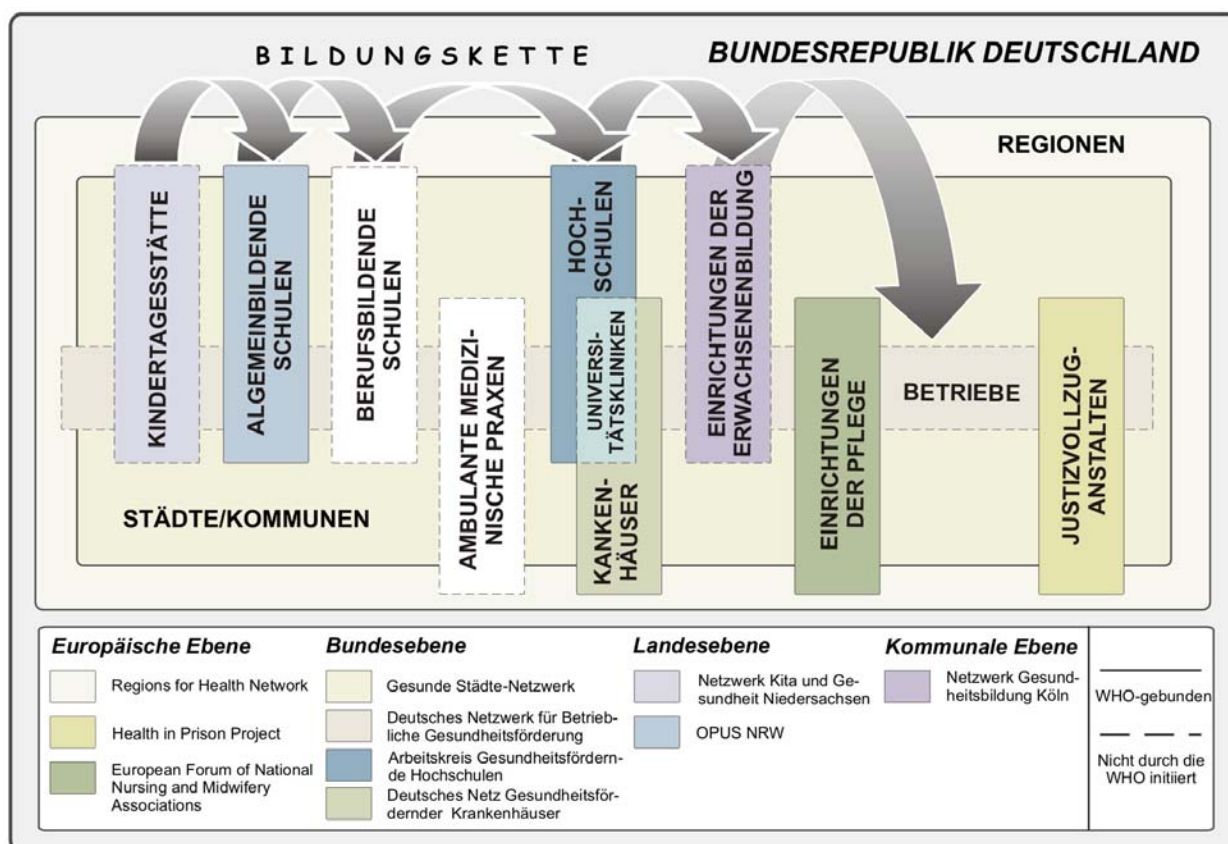 BILDUNGSKETTE
BUNDESREPUBLIK DEUTSCHLAND
REGIONEN
KINDERTAGESSTÄTTE
ALGEMEINBILDENDE
SCHULEN
BERUFSBILDENDE
SCHULEN
AMBULANTE MEDIZI-
NISCHE PRAXEN
HOCH-
SCHULEN
UNIVERSI-
TÄTSKLINIKEN
KANKEN-
HÄUSER
EINRICHTUNGEN DER
ERWACHSENENBILDUNG
EINRICHTUNGEN
DER PFLEGE
BETRIEBE
JUSTIZVOLLZUG-
ANSTALTEN
STÄDTE/KOMMUNEN
Europäische Ebene
Regions for Health Network
Health in Prison Project
European Forum of National
Nursing and Midwifery
Associations
Bundesebene
Gesunde Städte-Netzwerk
Deutsches Netzwerk für Betrieb-
liche Gesundheitsförderung
Arbeitskreis Gesundheitsfördern-
de Hochschulen
Deutsches Netz Gesundheitsför-
dernder Krankenhäuser
Landesebene
Netzwerk Kita und Ge-
sundheit Niedersachsen
OPUS NRW
Kommunale Ebene
Netzwerk Gesund-
heitsbildung Köln
WHO-gebunden
Nicht durch die
WHO initiiert